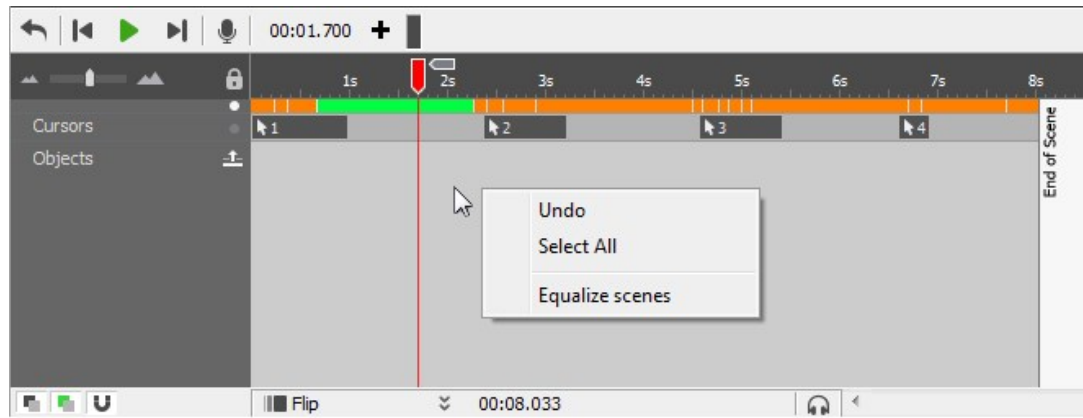 00:01.700
1s 2s 3s 4s 5s 6s 7s 8s
Cursors
1 2 3 4
Objects
End of Scene
Undo
Select All
Equalize scenes
Flip 00:08.033